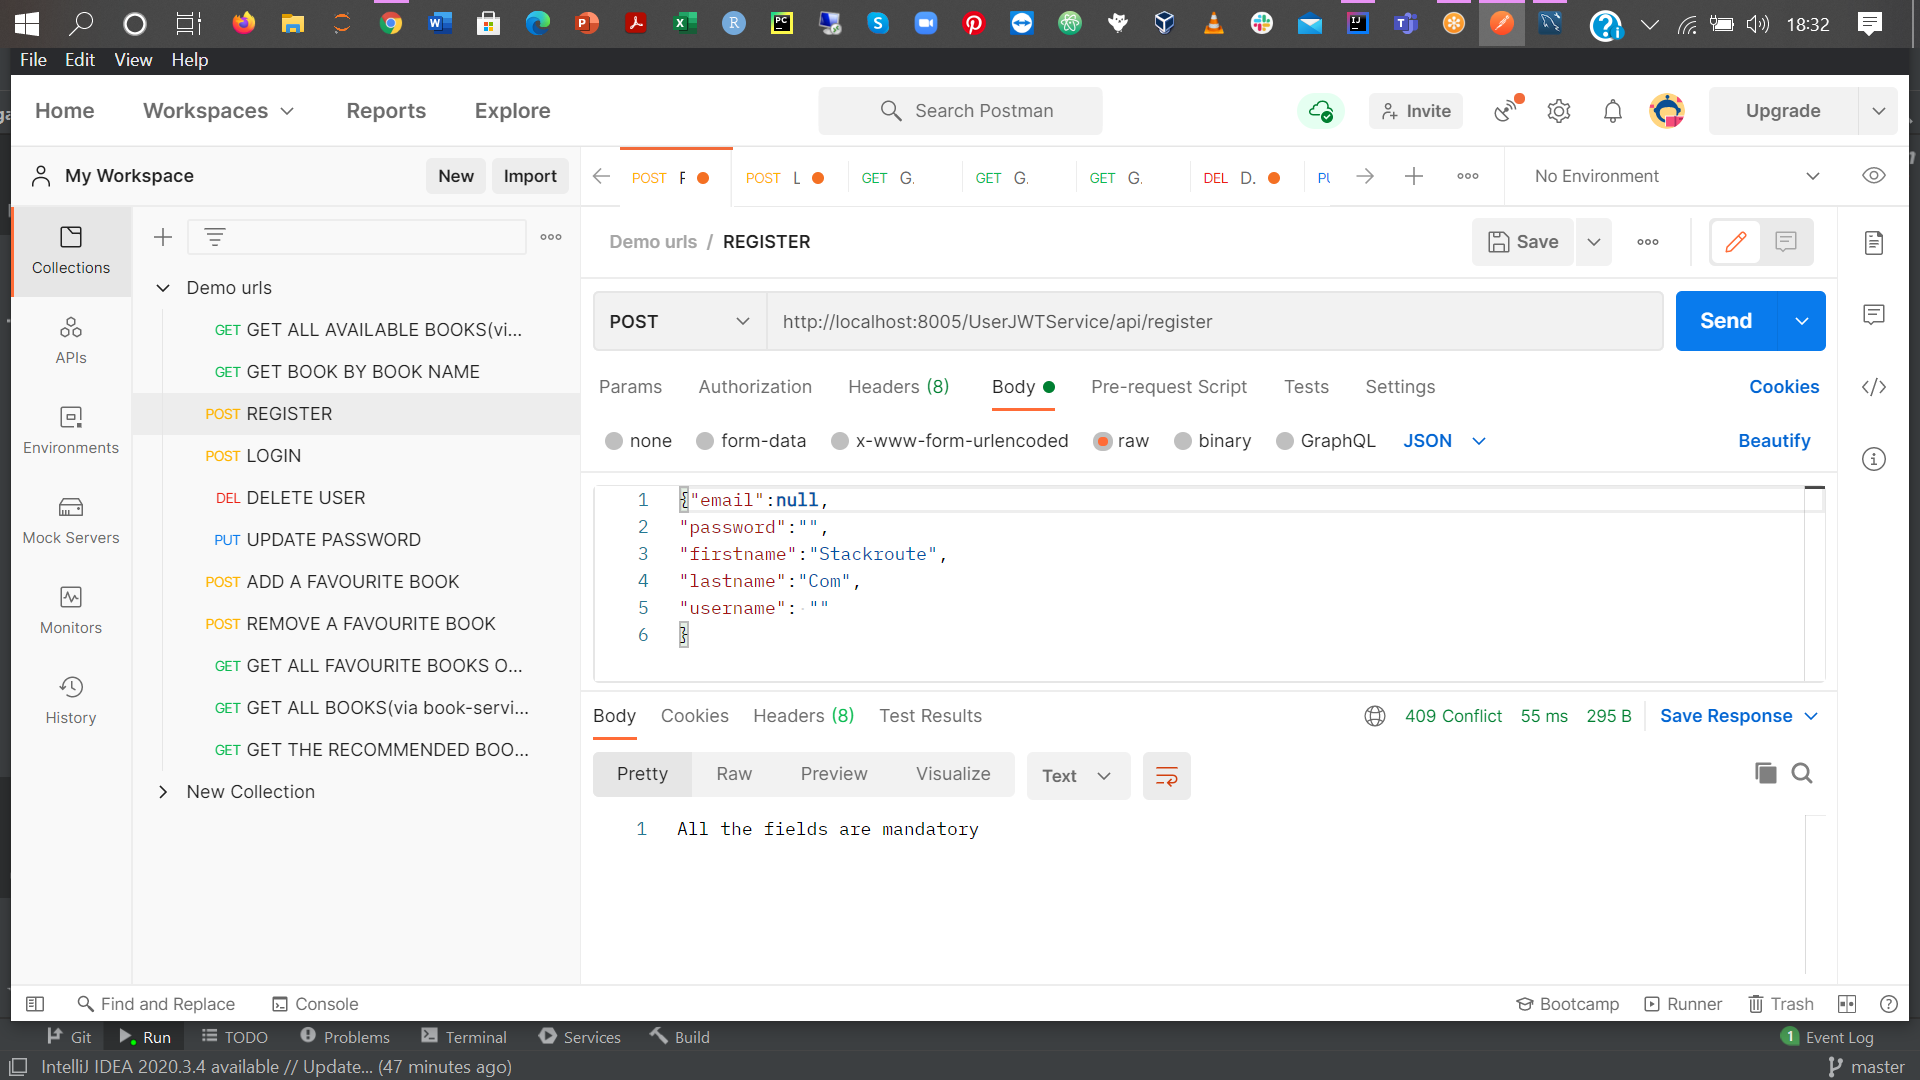 18:32
File Edit View Help
Home Workspaces Reports Explore Search Postman Invite Upgrade
My Workspace New Import POST POST L GET G. GET G. GET G. DEL D. No Environment
Collections
APIs
Environments
Mock Servers
Monitors
History
Demo urls
GET GET ALL AVAILABLE BOOKS(vi...
GET GET BOOK BY BOOK NAME
POST REGISTER
POST LOGIN
DEL DELETE USER
PUT UPDATE PASSWORD
POST ADD A FAVOURITE BOOK
POST REMOVE A FAVOURITE BOOK
GET GET ALL FAVOURITE BOOKS O...
GET GET ALL BOOKS(via book-servi...
GET GET THE RECOMMENDED BOO...
New Collection
Demo urls / REGISTER Save
POST http://localhost:8005/UserJWTService/api/register Send
Params Authorization Headers (8) Body Pre-request Script Tests Settings Cookies
none form-data x-www-form-urlencoded raw binary GraphQL JSON Beautify
1 {"email":null,
2 "password":"",
3 "firstname":"Stackroute",
4 "lastname":"Com",
5 "username": ""
6 }
Body Cookies Headers (8) Test Results 409 Conflict 55 ms 295 B Save Response
Pretty Raw Preview Visualize Text
1 All the fields are mandatory
Find and Replace Console Bootcamp Runner Trash
Git Run TODO Problems Terminal Services Build 1 Event Log
IntelliJ IDEA 2020.3.4 available // Update... (47 minutes ago) master